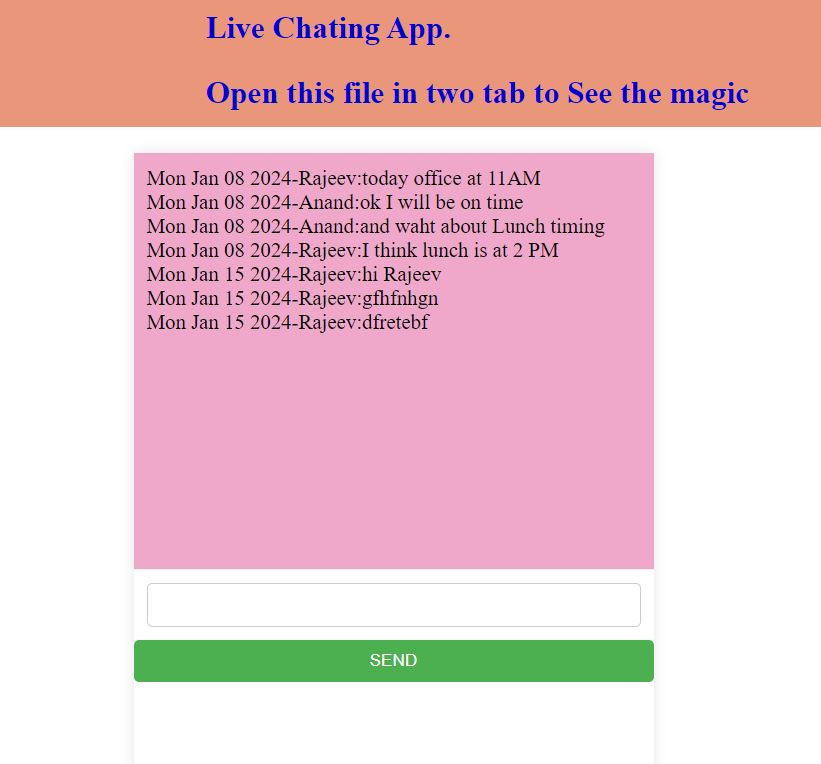 Live Chating App.
Open this file in two tab to See the magic
Mon Jan 08 2024-Rajeev:today office at 11AM
Mon Jan 08 2024-Anand:ok I will be on time
Mon Jan 08 2024-Anand:and waht about Lunch timing
Mon Jan 08 2024-Rajeev:I think lunch is at 2 PM
Mon Jan 15 2024-Rajeev:hi Rajeev
Mon Jan 15 2024-Rajeev:gfhfnhgn
Mon Jan 15 2024-Rajeev:dfretebf
SEND